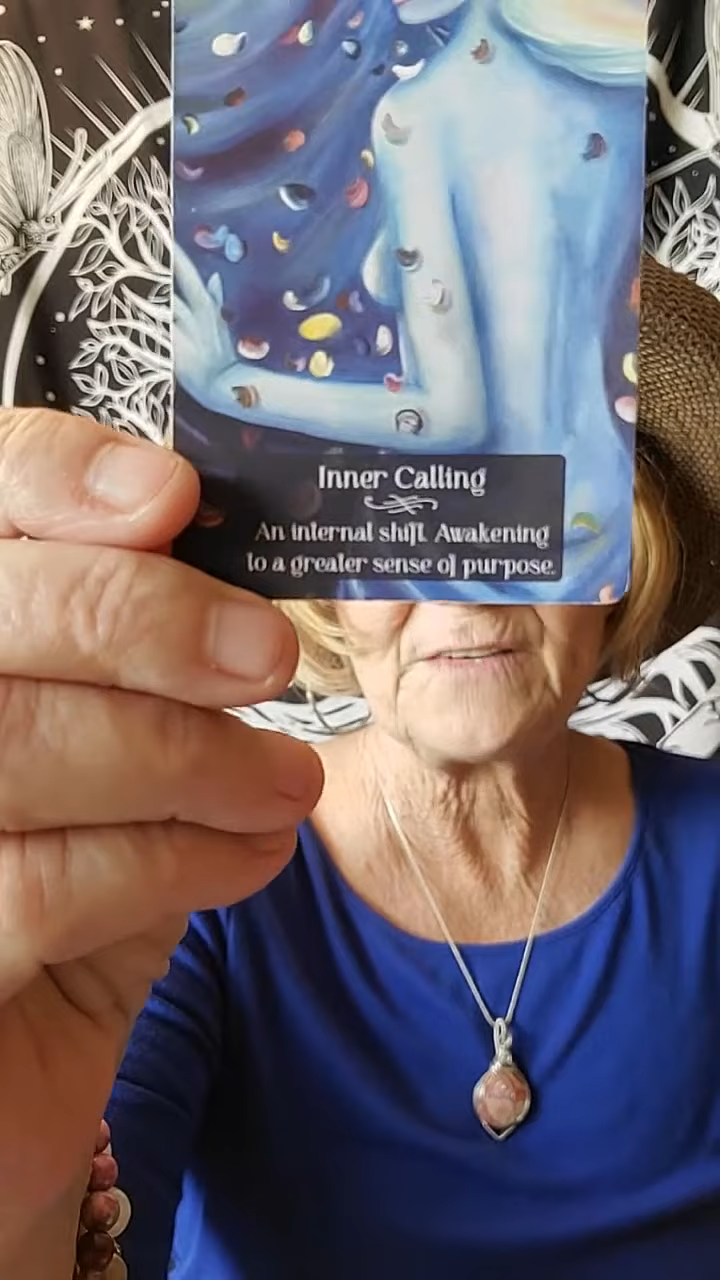 Inner Calling
An internal shift. Awakening
to a greater sense of purpose.